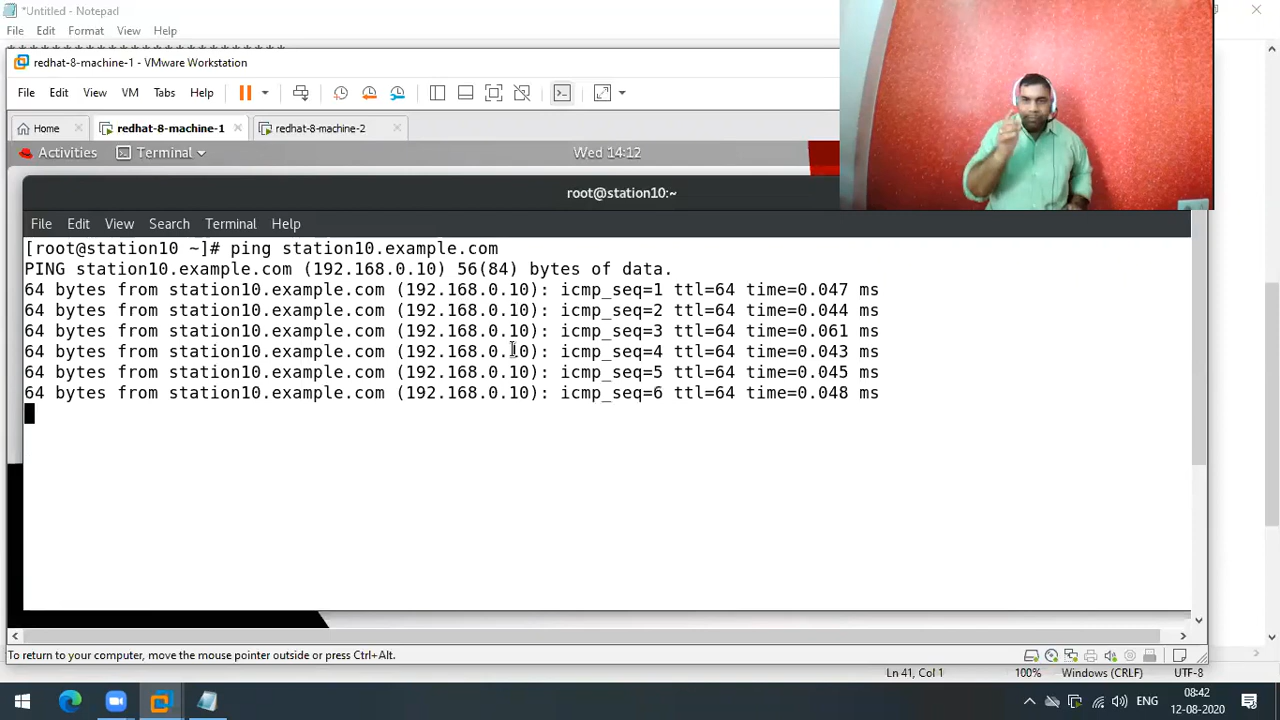 *Untitled - Notepad
File Edit Format View Help
redhat-8-machine-1 - VMware Workstation
File Edit View VM Tabs Help
Home redhat-8-machine-1 redhat-8-machine-2
Activities Terminal Wed 14:12
root@station10:~
File Edit View Search Terminal Help
[root@station10 ~]# ping station10.example.com
PING station10.example.com (192.168.0.10) 56(84) bytes of data.
64 bytes from station10.example.com (192.168.0.10): icmp_seq=1 ttl=64 time=0.047 ms
64 bytes from station10.example.com (192.168.0.10): icmp_seq=2 ttl=64 time=0.044 ms
64 bytes from station10.example.com (192.168.0.10): icmp_seq=3 ttl=64 time=0.061 ms
64 bytes from station10.example.com (192.168.0.10): icmp_seq=4 ttl=64 time=0.043 ms
64 bytes from station10.example.com (192.168.0.10): icmp_seq=5 ttl=64 time=0.045 ms
64 bytes from station10.example.com (192.168.0.10): icmp_seq=6 ttl=64 time=0.048 ms
To return to your computer, move the mouse pointer outside or press Ctrl+Alt.
Ln 41, Col 1 100% Windows (CRLF) UTF-8
ENG 08:42
12-08-2020